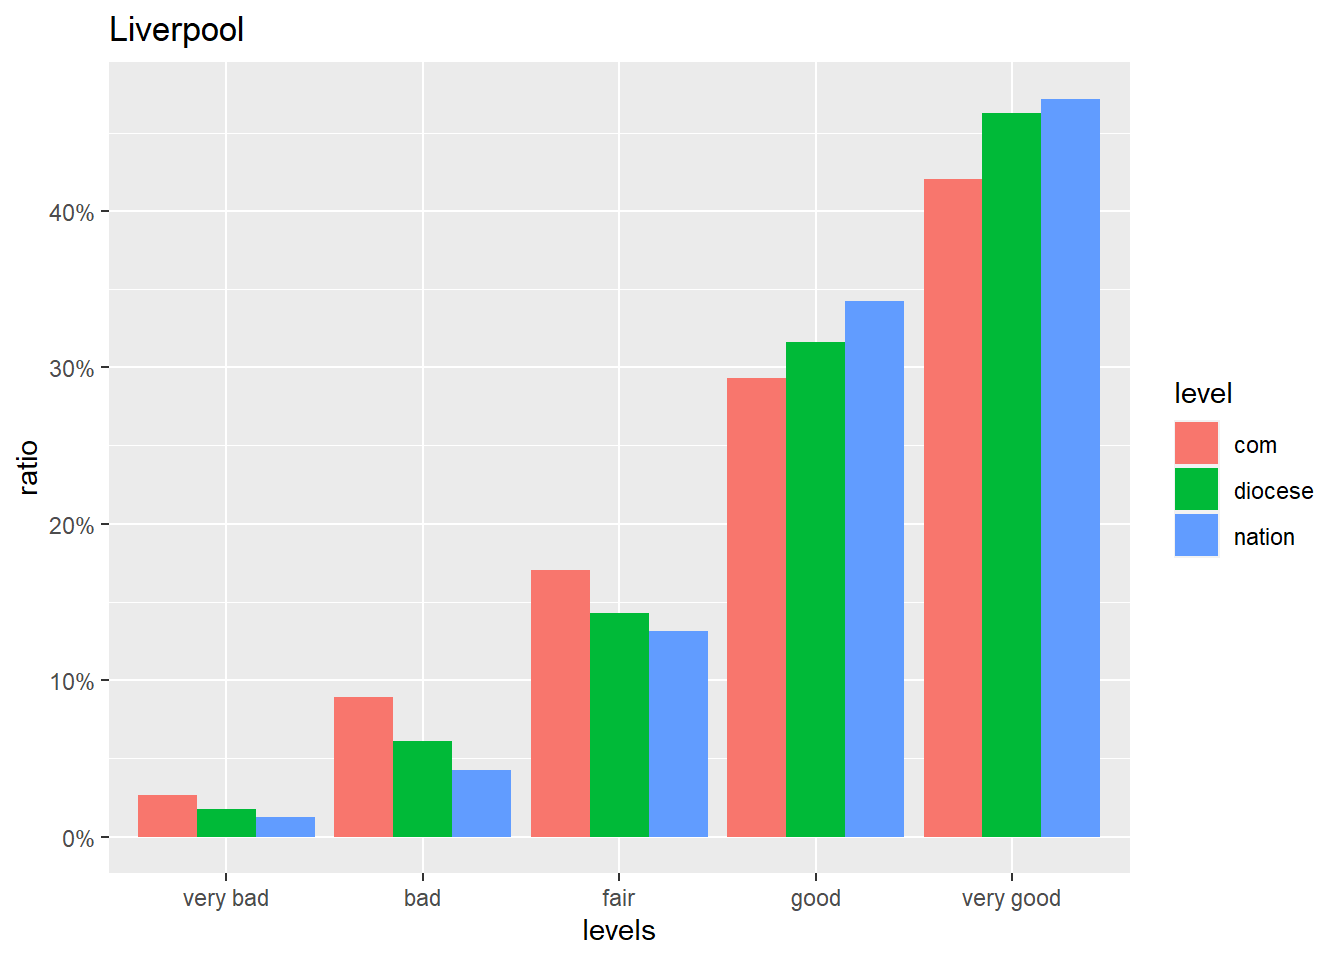 Liverpool
ratio
40%
30%
20%
10%
0%
very bad
bad
fair
good
very good
levels
level
com
diocese
nation